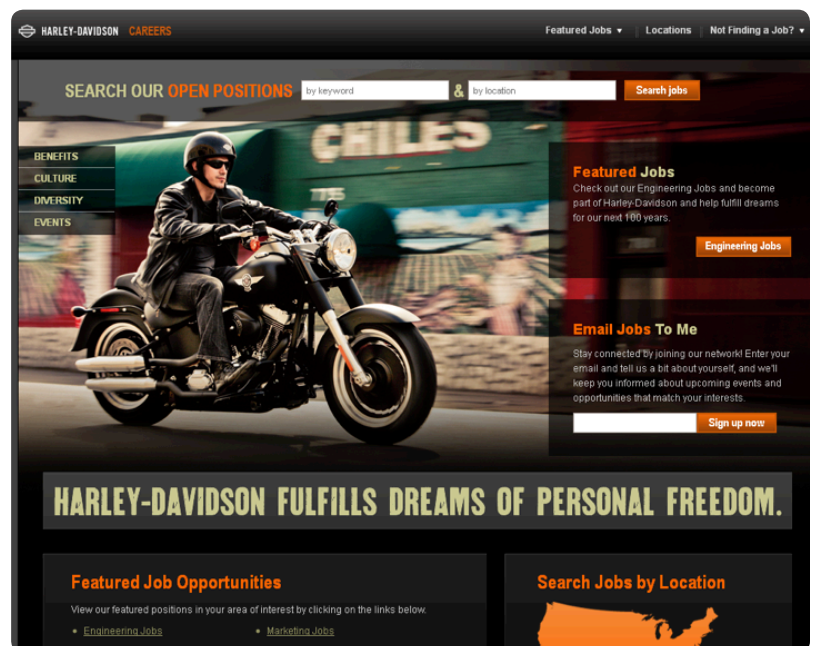 HARLEY-DAVIDSON CAREERS
Featured Jobs
Locations
Not Finding a Job?
SEARCH OUR OPEN POSITIONS
by keyword
&
by location
Search jobs
BENEFITS
CULTURE
DIVERSITY
EVENTS
CHILES
Featured Jobs
Check out our Engineering Jobs and become
part of Harley-Davidson and help fulfill dreams
for our next 100 years.
Engineering Jobs
Email Jobs To Me
Stay connected by joining our network! Enter your
email and tell us a bit about yourself, and we'll
keep you informed about upcoming events and
opportunities that match your interests.
Sign up now
HARLEY-DAVIDSON FULFILLS DREAMS OF PERSONAL FREEDOM.
Featured Job Opportunities
View our featured positions in your area of interest by clicking on the links below.
Engineering Jobs
Marketing Jobs
Search Jobs by Location